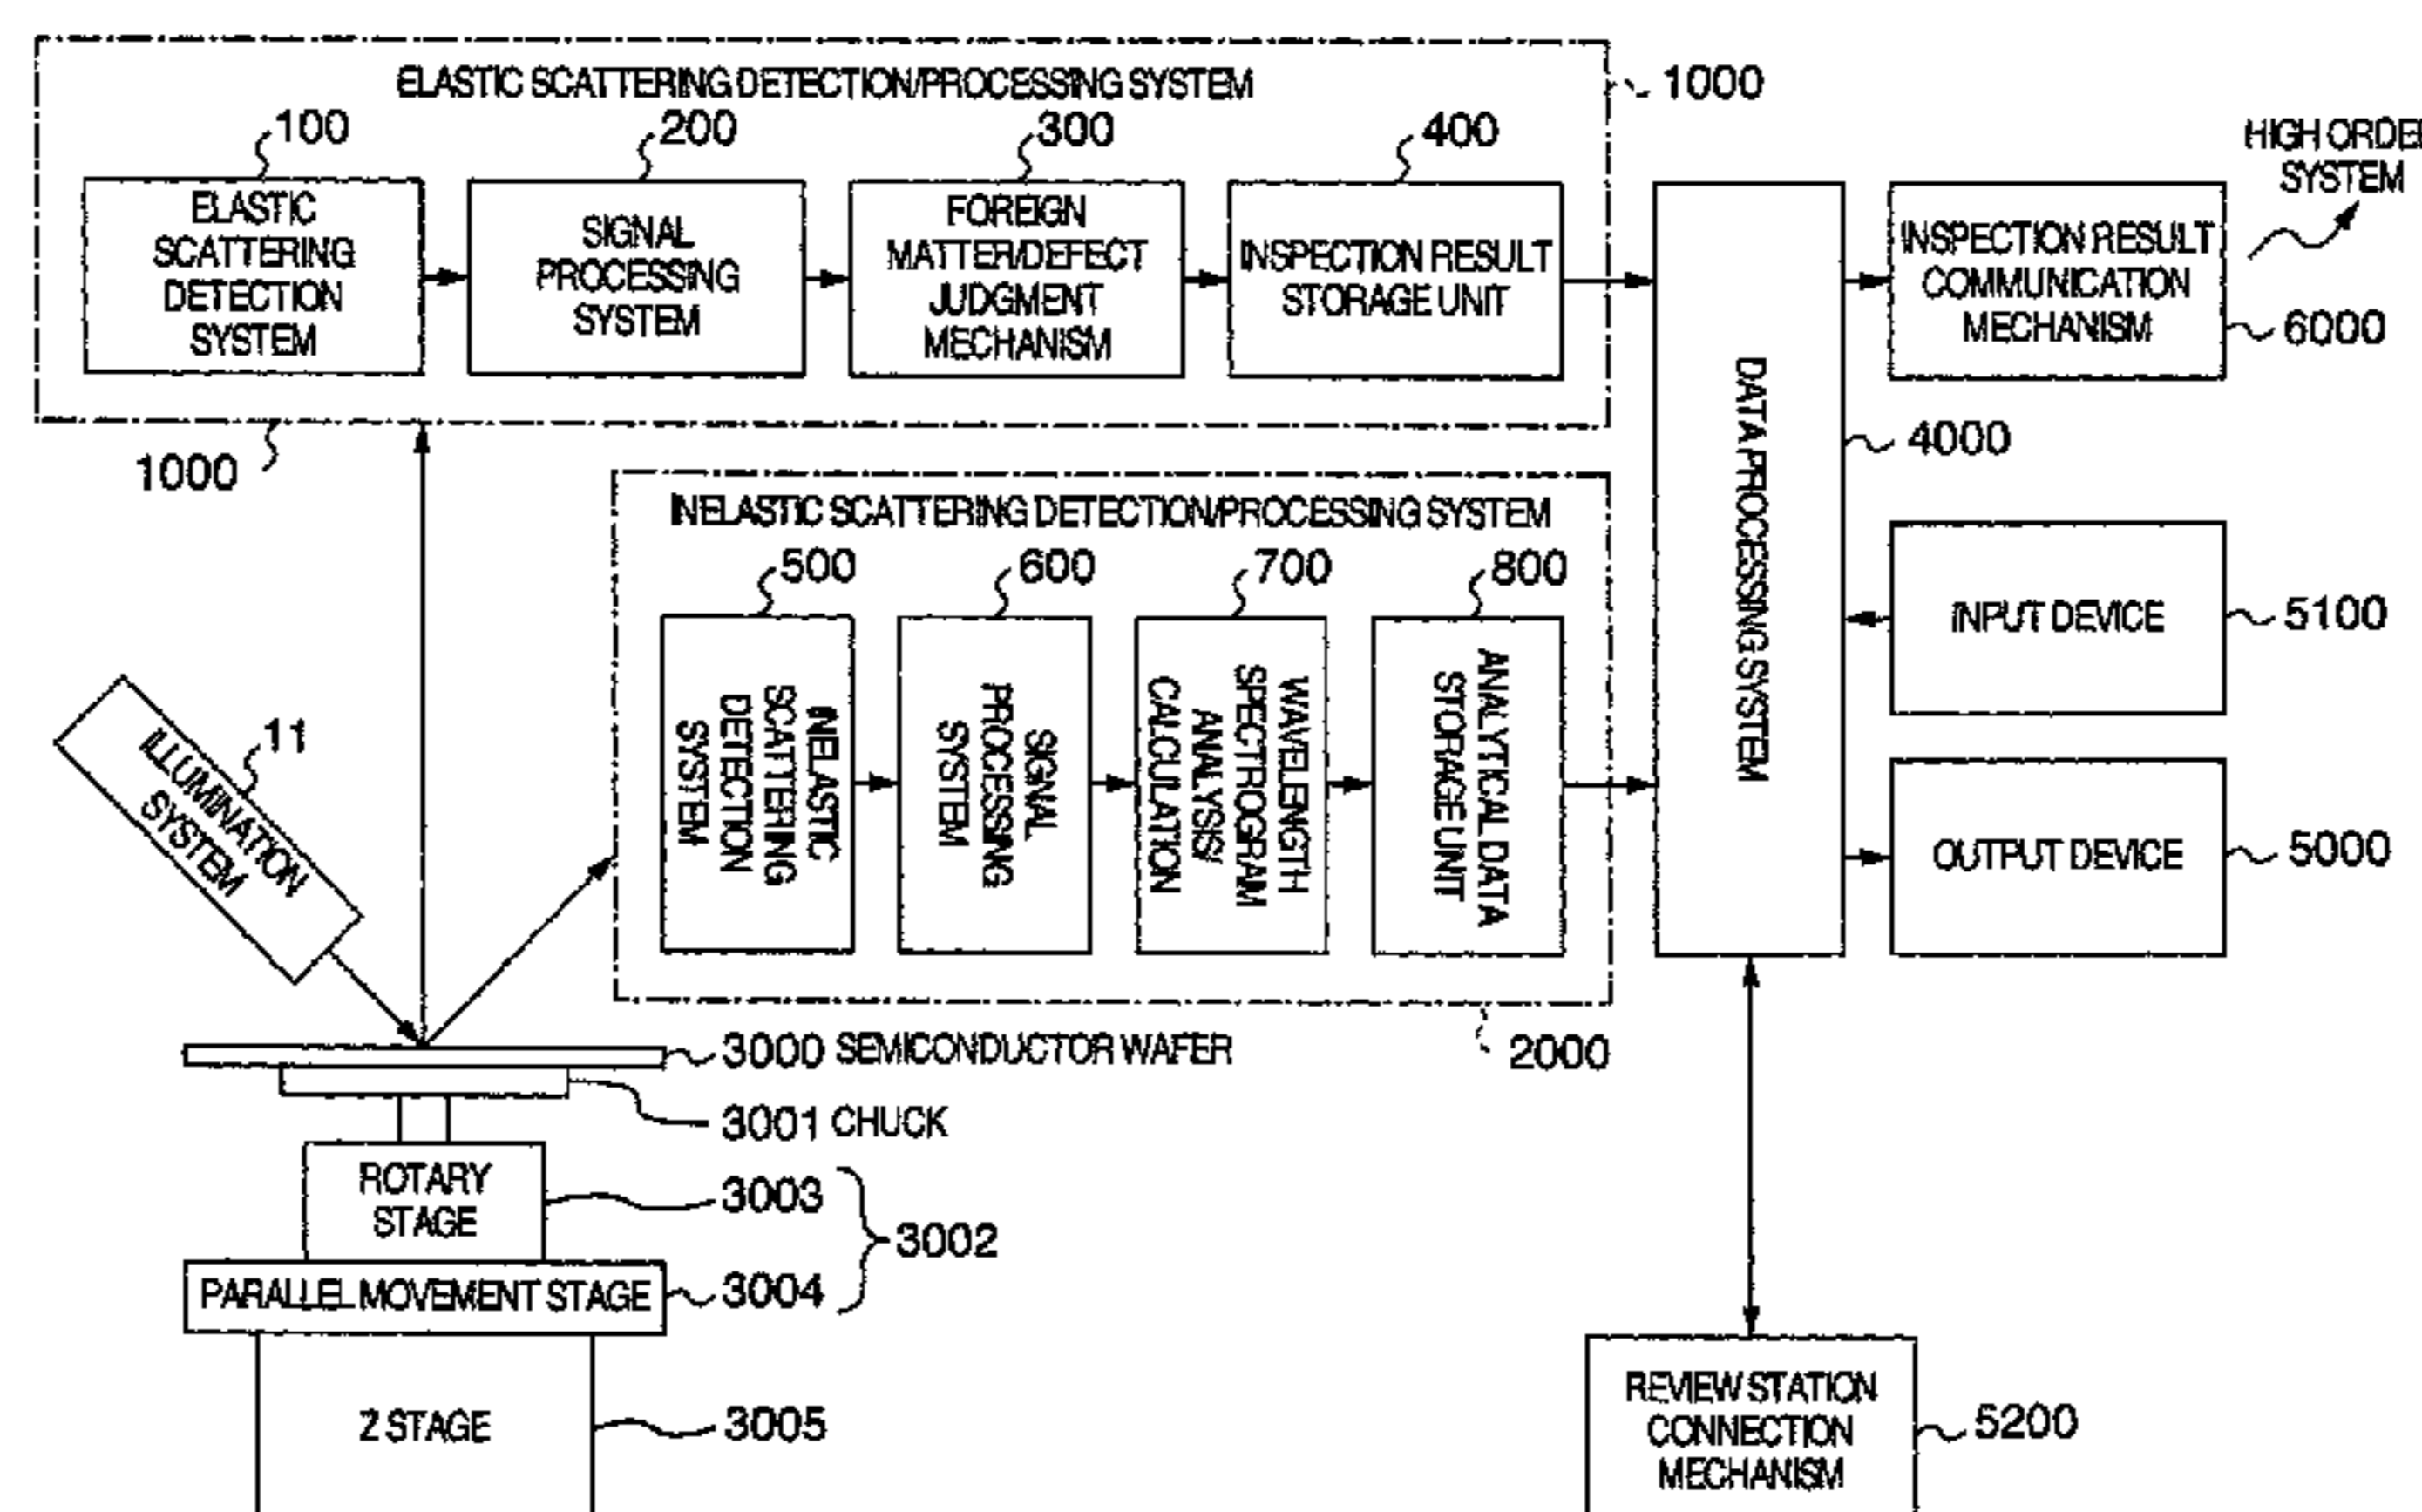 ELASTIC SCATTERING DETECTION/PROCESSING SYSTEM
1000
100
200
300
400
HIGH ORDER
SYSTEM
ELASTIC
SCATTERING
DETECTION
SYSTEM
SIGNAL
PROCESSING
SYSTEM
FOREIGN
MATTER/DEFECT
JUDGMENT
MECHANISM
INSPECTION RESULT
STORAGE UNIT
INSPECTION RESULT
COMMUNICATION
MECHANISM
6000
1000
DATA PROCESSING SYSTEM
4000
INELASTIC SCATTERING DETECTION/PROCESSING SYSTEM
500
600
700
800
INELASTIC
SCATTERING
DETECTION
SYSTEM
SIGNAL
PROCESSING
SYSTEM
WAVELENGTH
SPECTROGRAM
ANALYSIS/
CALCULATION
ANALYTICAL DATA
STORAGE UNIT
INPUT DEVICE
5100
OUTPUT DEVICE
5000
11
ILLUMINATION
SYSTEM
2000
3000 SEMICONDUCTOR WAFER
3001 CHUCK
ROTARY
STAGE
3003
3002
PARALLEL MOVEMENT STAGE
3004
Z STAGE
3005
REVIEW STATION
CONNECTION
MECHANISM
5200